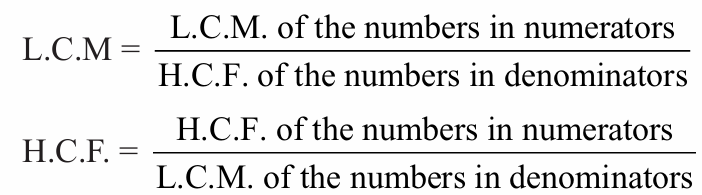 L.C.M = L.C.M. of the numbers in numerators / H.C.F. of the numbers in denominators
H.C.F. = H.C.F. of the numbers in numerators / L.C.M. of the numbers in denominators